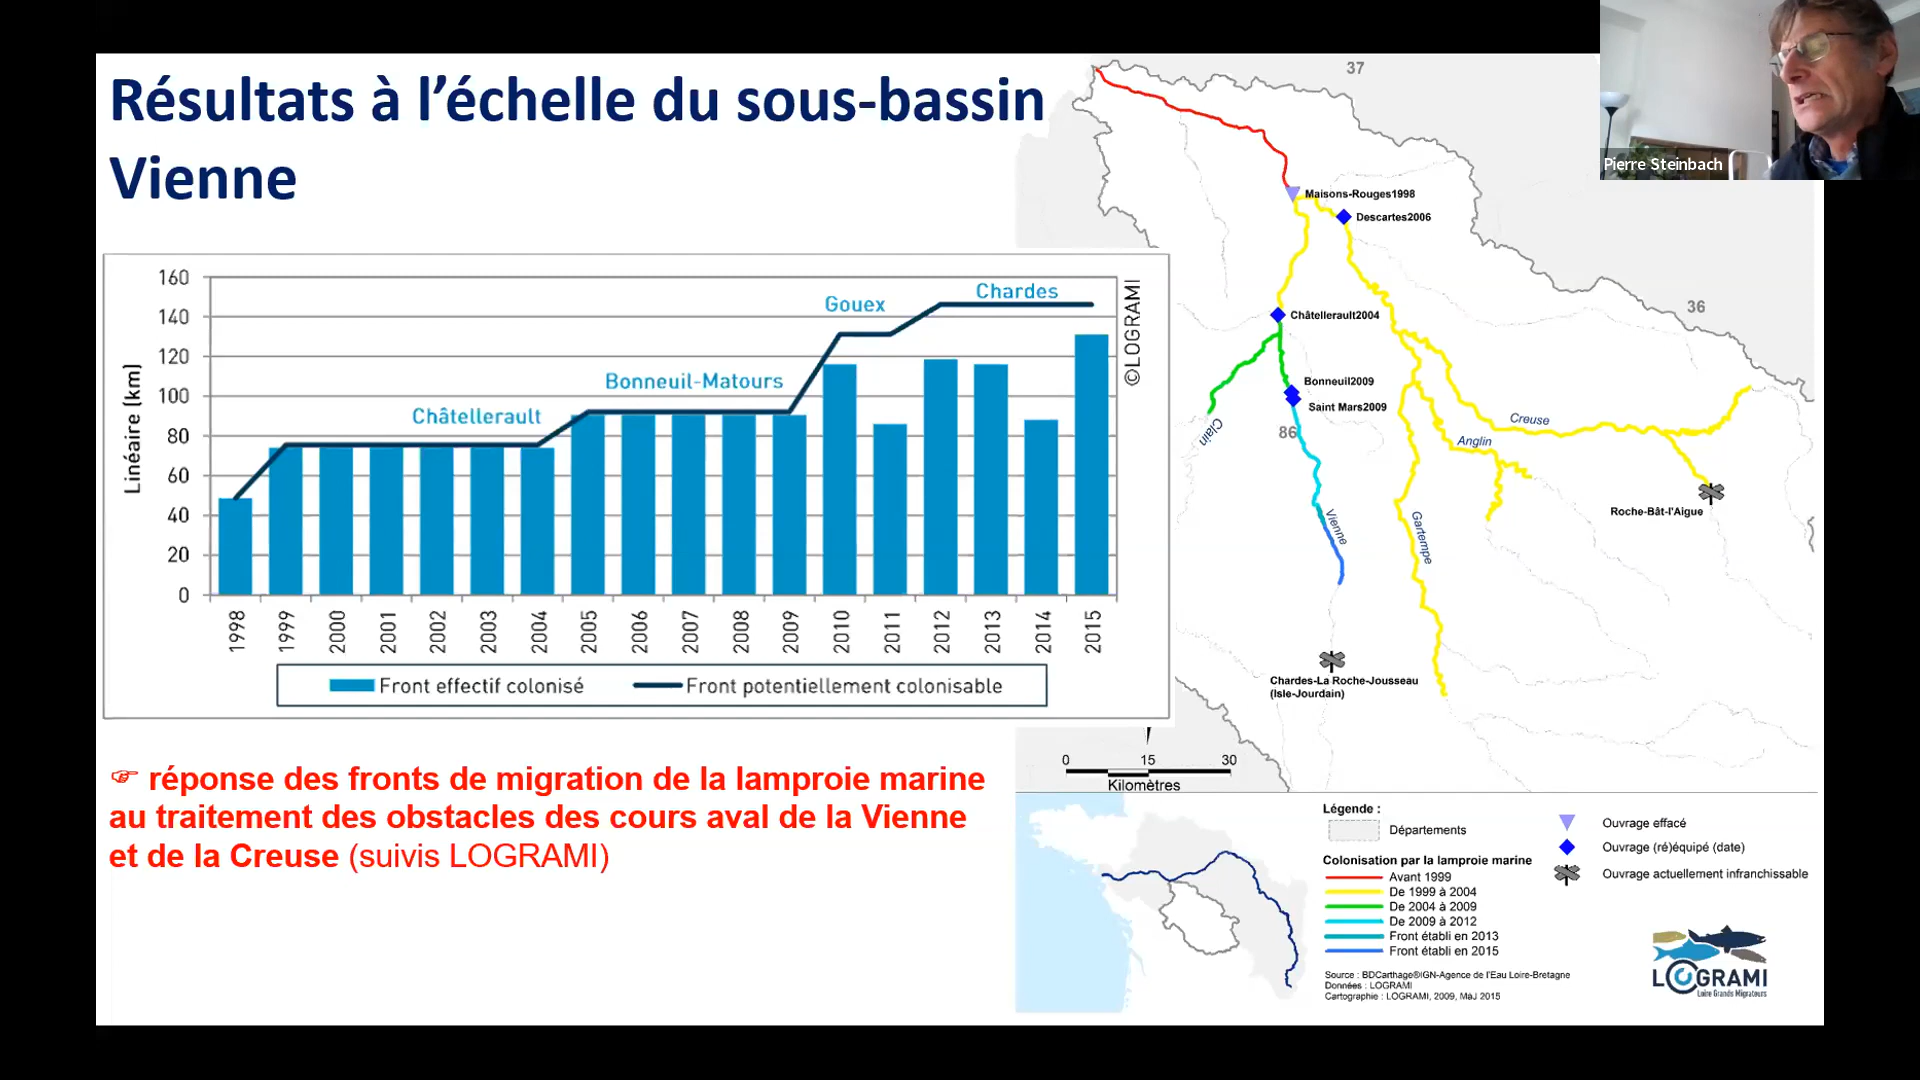 Résultats à l’échelle du sous-bassin
Vienne
Pierre Steinbach
160
140
120
100
80
60
40
20
0
Linéaire (km)
Châtellerault
Bonneuil-Matours
Gouex
Chardes
©LOGRAMI
1998
1999
2000
2001
2002
2003
2004
2005
2006
2007
2008
2009
2010
2011
2012
2013
2014
2015
Front effectif colonisé
Front potentiellement colonisable
☞ réponse des fronts de migration de la lamproie marine
au traitement des obstacles des cours aval de la Vienne
et de la Creuse (suivis LOGRAMI)
37
Maisons-Rouges1998
Descartes2006
36
Châtellerault2004
Bonneuil2009
Saint Mars2009
86
Clain
Creuse
Anglin
Vienne
Gartempe
Roche-Bât-l'Aigue
Chardes-La Roche-Jousseau
(Isle-Jourdain)
0 15 30
Kilomètres
Légende :
Départements
Colonisation par la lamproie marine
Avant 1999
De 1999 à 2004
De 2004 à 2009
De 2009 à 2012
Front établi en 2013
Front établi en 2015
Ouvrage effacé
Ouvrage (ré)équipé (date)
Ouvrage actuellement infranchissable
Source : BDCarthage®IGN-Agence de l'Eau Loire-Bretagne
Données : LOGRAMI
Cartographie : LOGRAMI, 2009, MàJ 2015
LOGRAMI
Loire Grands Migrateurs